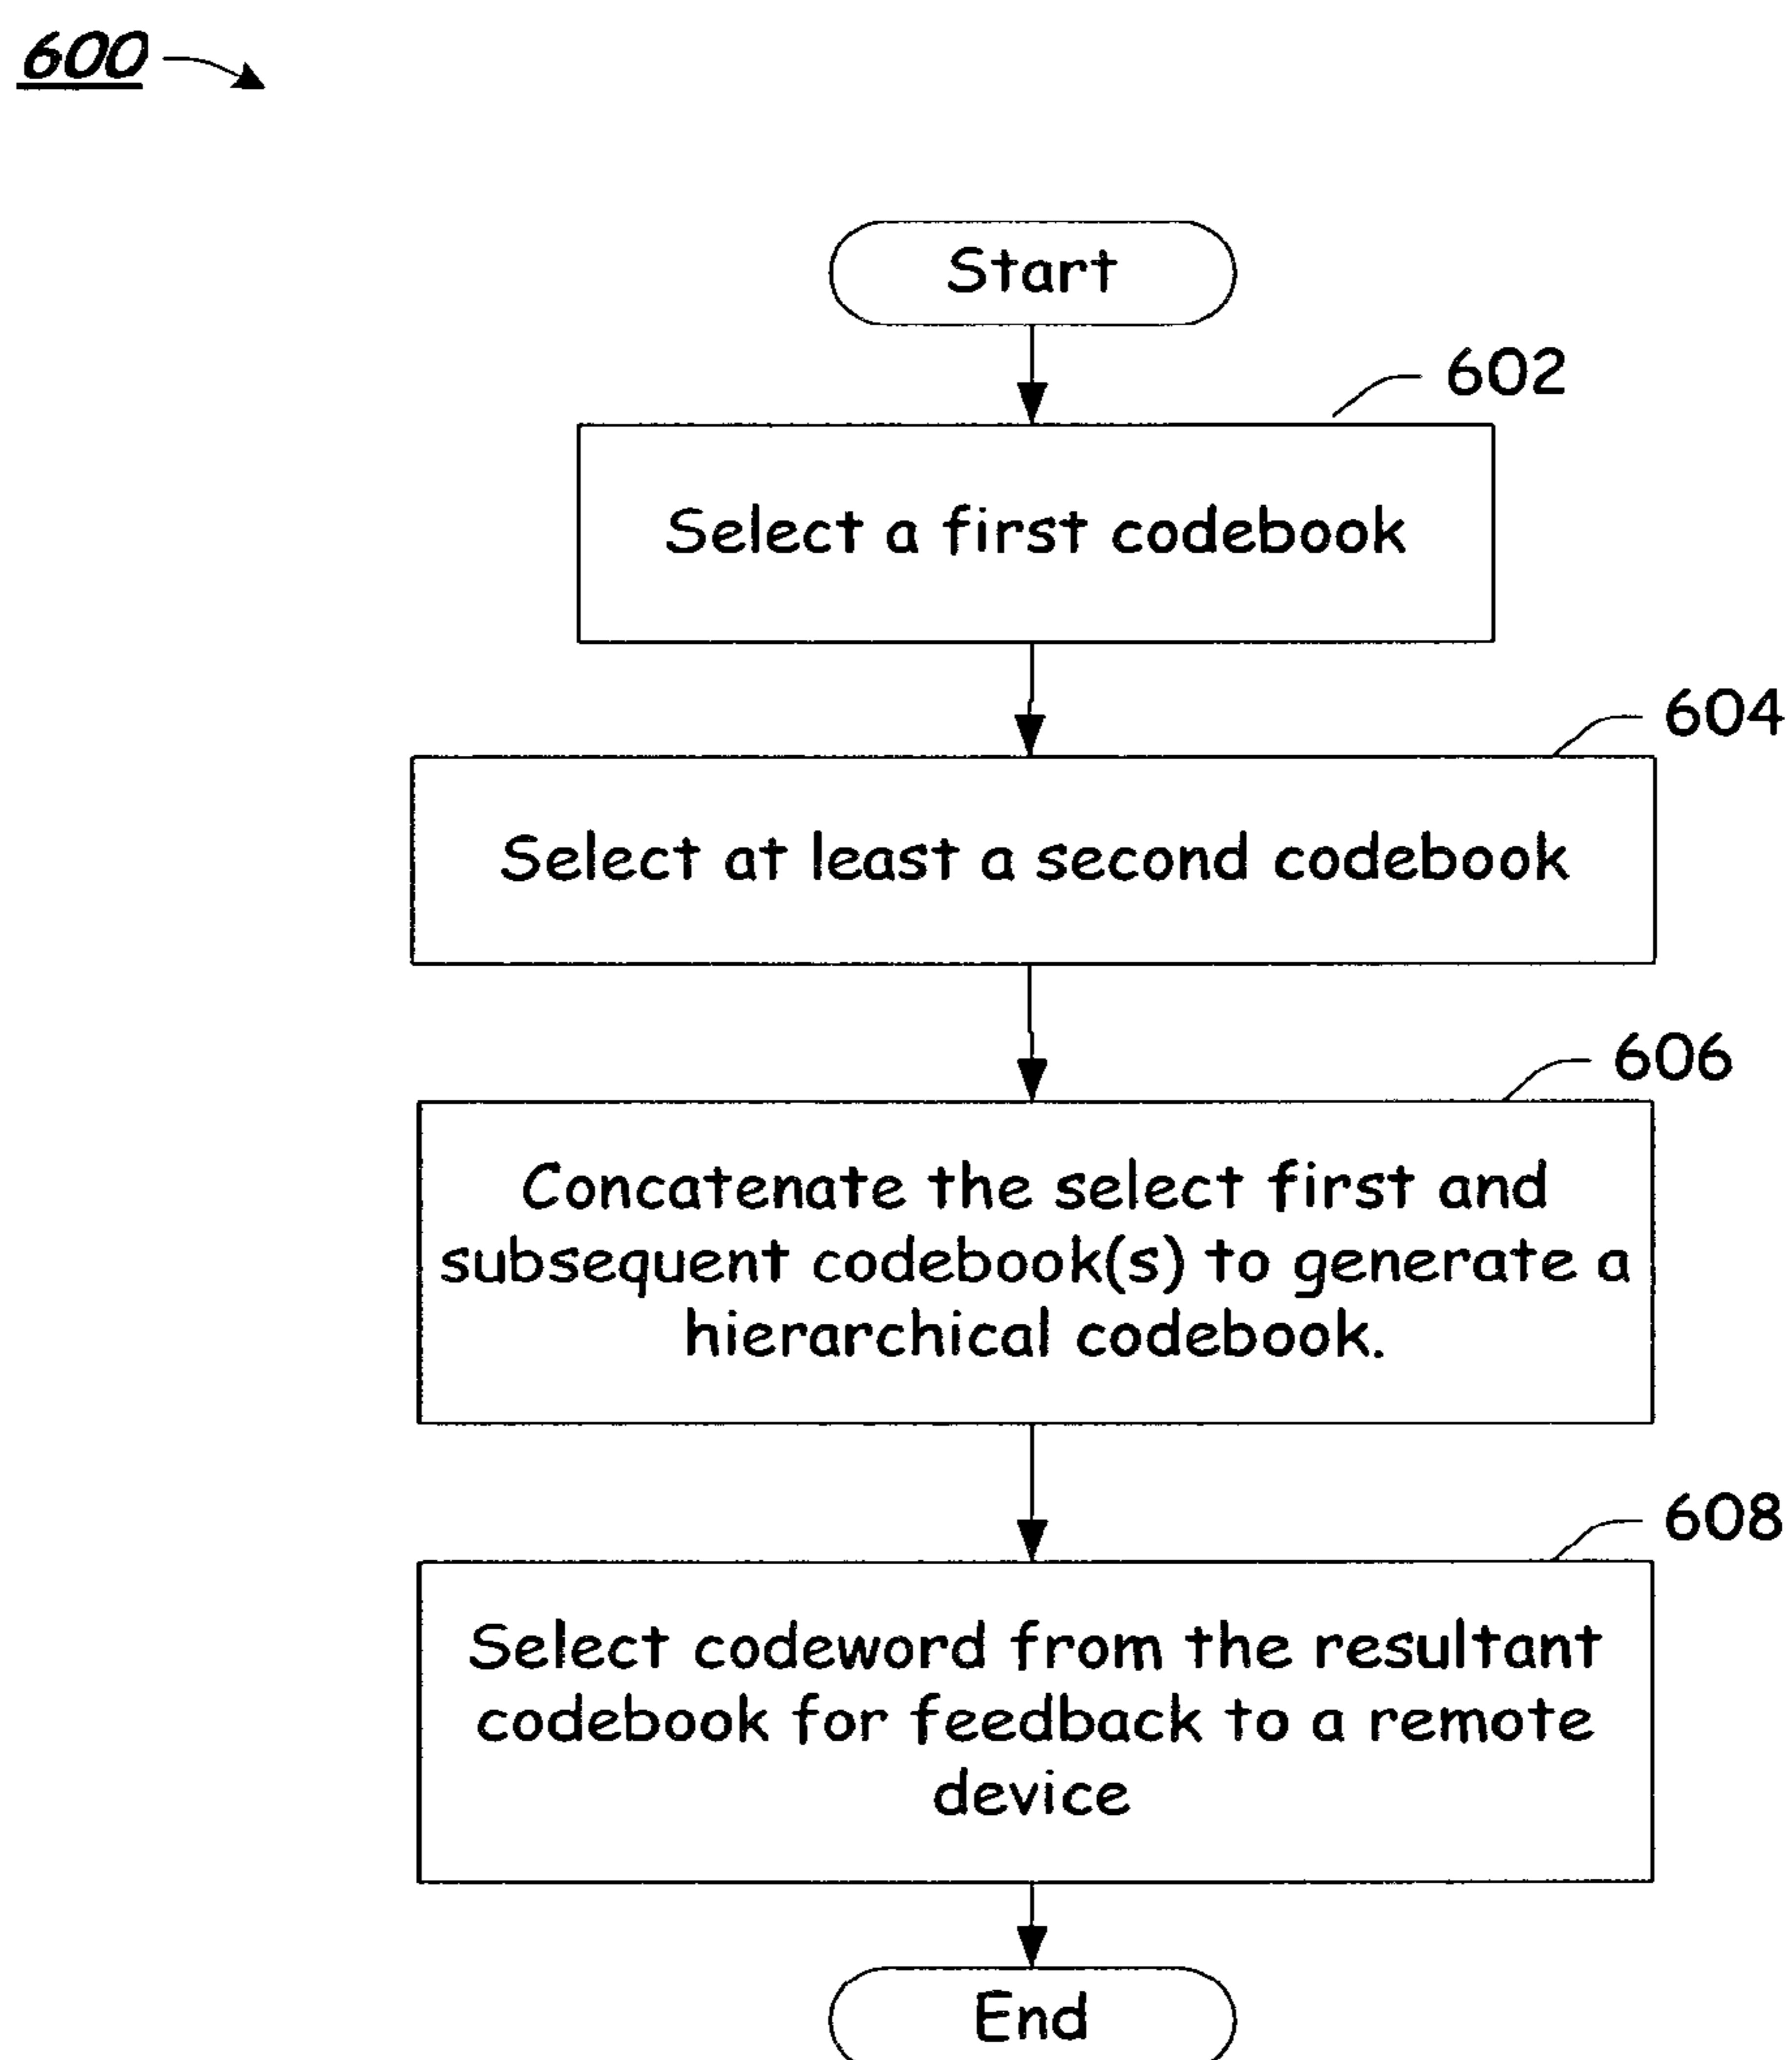 600
Start
602
Select a first codebook
604
Select at least a second codebook
606
Concatenate the select first and
subsequent codebook(s) to generate a
hierarchical codebook.
608
Select codeword from the resultant
codebook for feedback to a remote
device
End